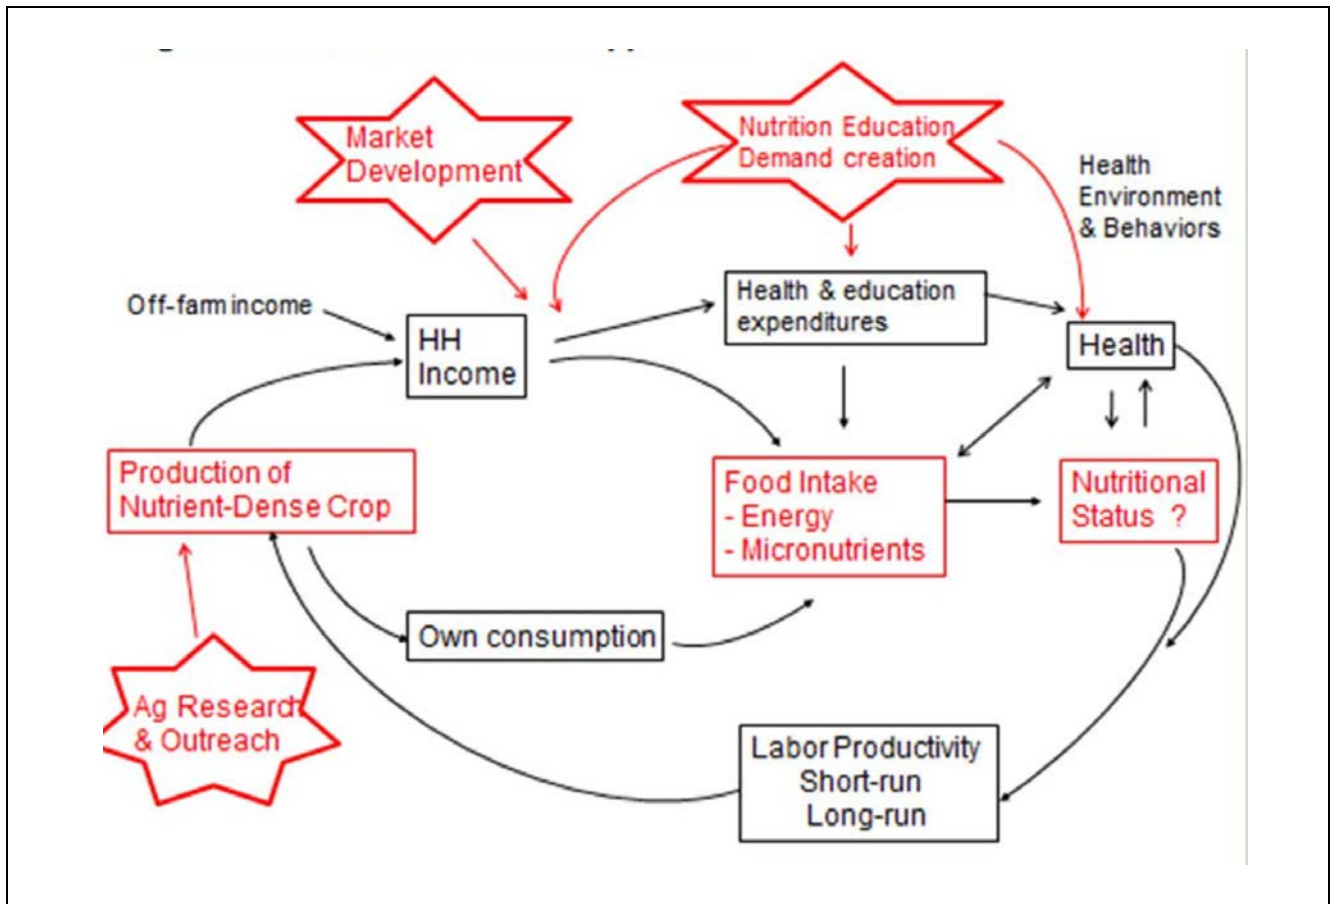 Market
Development
Nutrition Education
Demand creation
Health
Environment
& Behaviors
Off-farm income
HH
Income
Health & education
expenditures
Health
Production of
Nutrient-Dense Crop
Food Intake
- Energy
- Micronutrients
Nutritional
Status ?
Own consumption
Ag Research
& Outreach
Labor Productivity
Short-run
Long-run